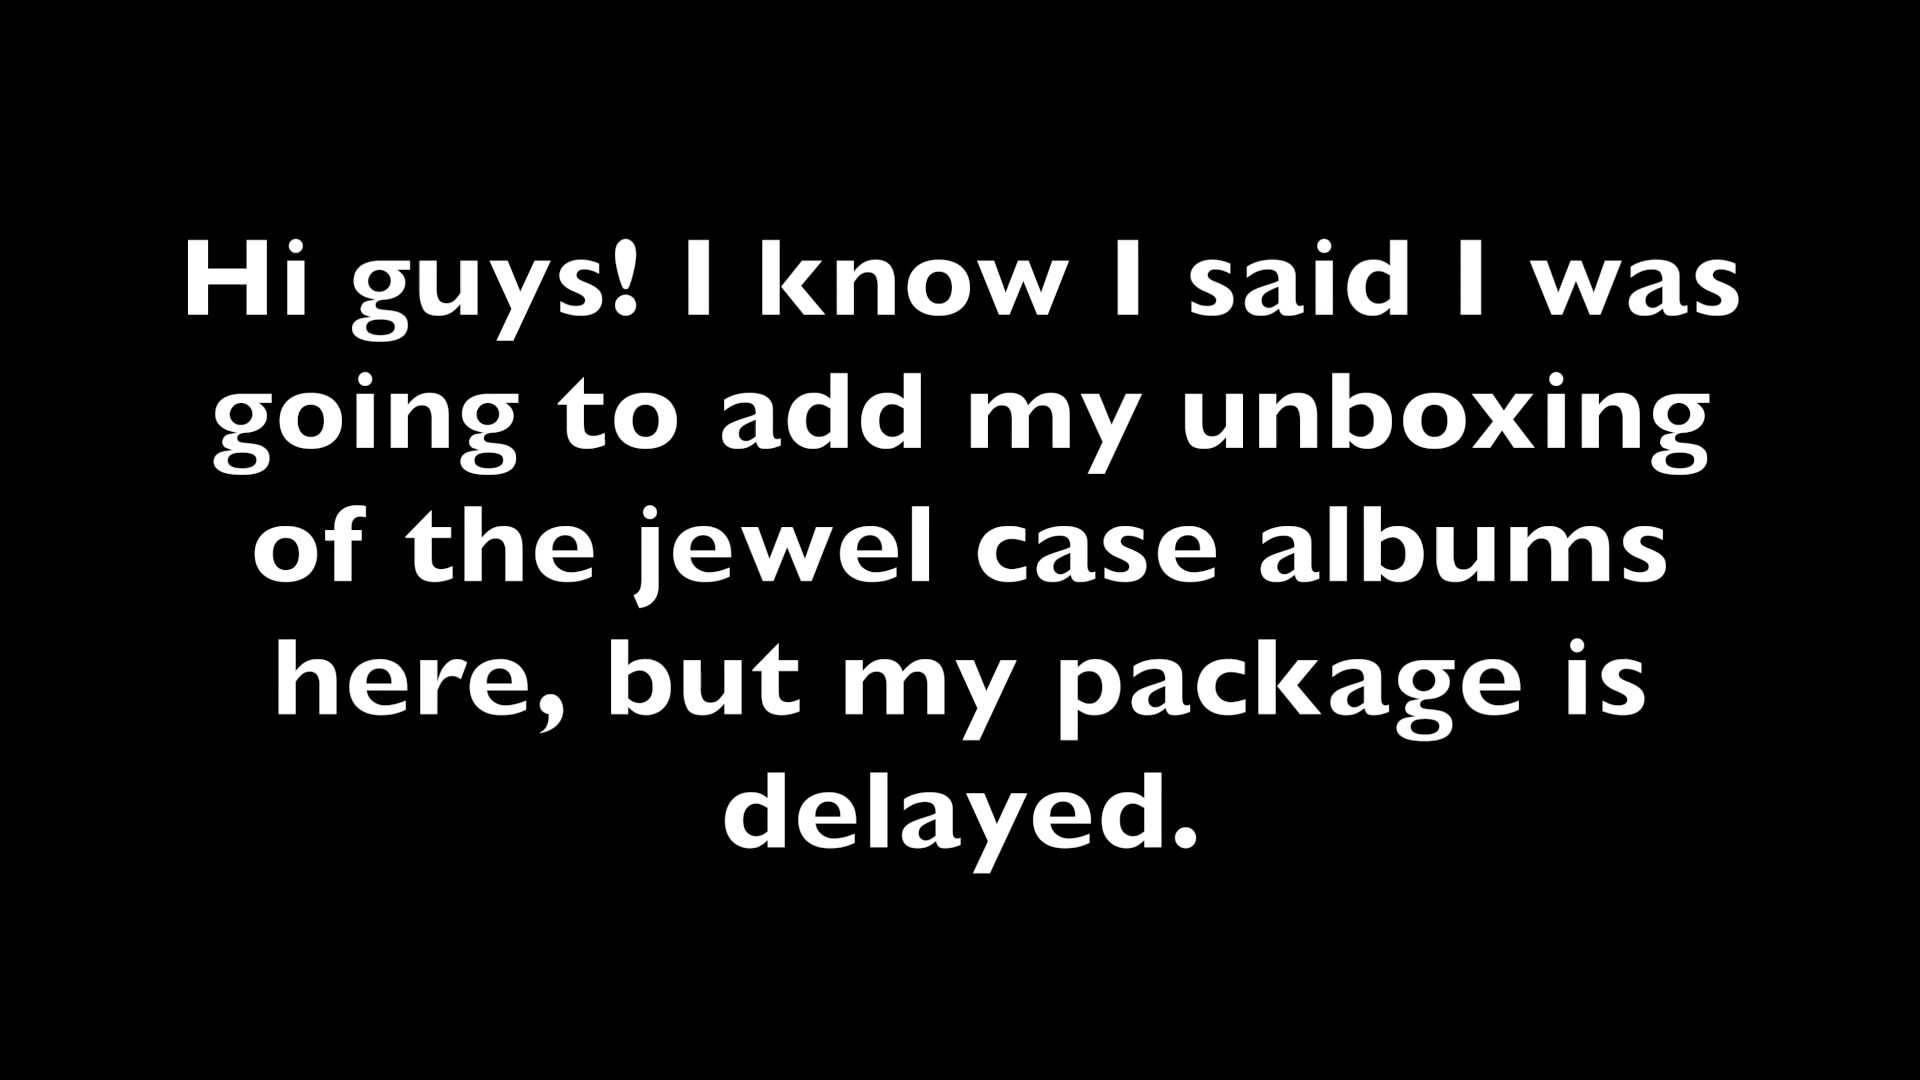 Hi guys! I know I said I was
going to add my unboxing
of the jewel case albums
here, but my package is
delayed.